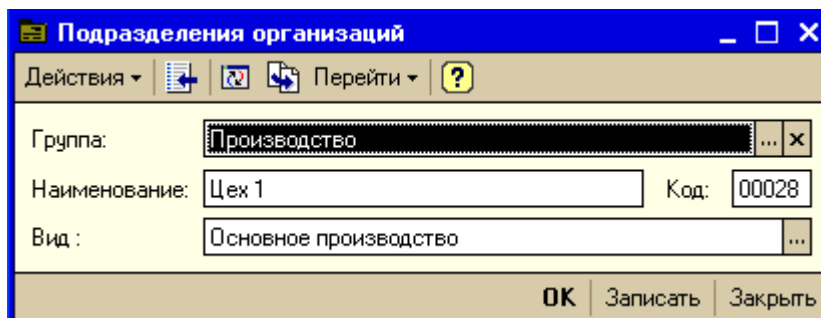 Подразделения организаций
Действия Перейти ?
Группа: Производство ... x
Наименование: Цех 1 Код: 00028
Вид : Основное производство ...
OK Записать Закрыть